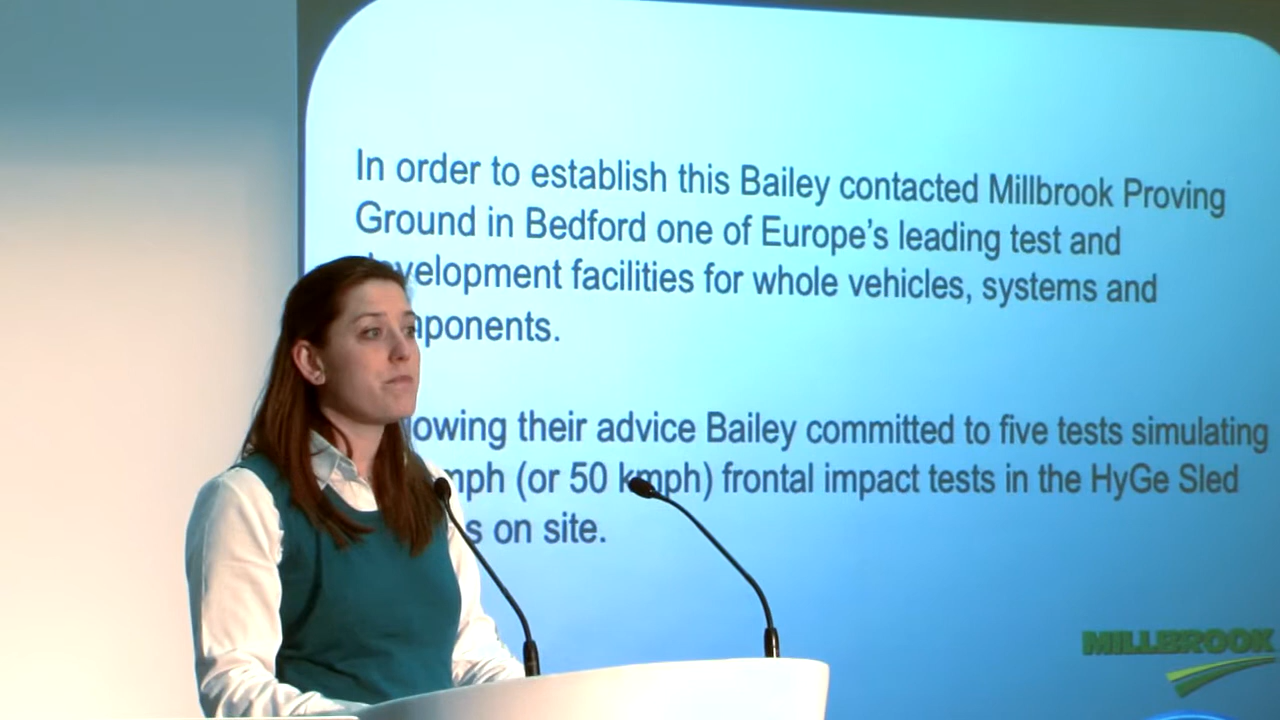 In order to establish this Bailey contacted Millbrook Proving
Ground in Bedford one of Europe's leading test and
velopment facilities for whole vehicles, systems and
ponents.
owing their advice Bailey committed to five tests simulating
mph (or 50 kmph) frontal impact tests in the HyGe Sled
s on site.
MILLBROOK